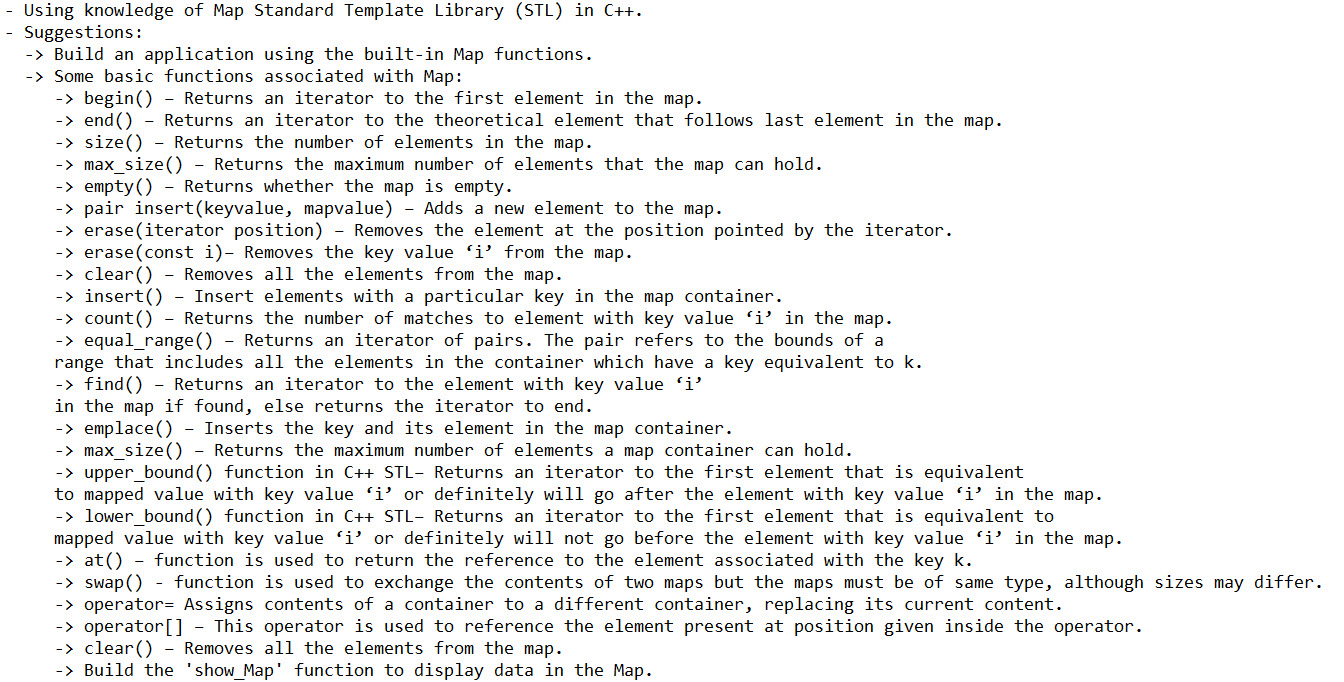 - Using knowledge of Map Standard Template Library (STL) in C++.
- Suggestions:
-> Build an application using the built-in Map functions.
-> Some basic functions associated with Map:
-> begin() – Returns an iterator to the first element in the map.
-> end() – Returns an iterator to the theoretical element that follows last element in the map.
-> size() – Returns the number of elements in the map.
-> max_size() – Returns the maximum number of elements that the map can hold.
-> empty() – Returns whether the map is empty.
-> pair insert(keyvalue, mapvalue) – Adds a new element to the map.
-> erase(iterator position) – Removes the element at the position pointed by the iterator.
-> erase(const i)– Removes the key value ‘i’ from the map.
-> clear() – Removes all the elements from the map.
-> insert() – Insert elements with a particular key in the map container.
-> count() – Returns the number of matches to element with key value ‘i’ in the map.
-> equal_range() – Returns an iterator of pairs. The pair refers to the bounds of a
range that includes all the elements in the container which have a key equivalent to k.
-> find() – Returns an iterator to the element with key value ‘i’
in the map if found, else returns the iterator to end.
-> emplace() – Inserts the key and its element in the map container.
-> max_size() – Returns the maximum number of elements a map container can hold.
-> upper_bound() function in C++ STL– Returns an iterator to the first element that is equivalent
to mapped value with key value ‘i’ or definitely will go after the element with key value ‘i’ in the map.
-> lower_bound() function in C++ STL– Returns an iterator to the first element that is equivalent to
mapped value with key value ‘i’ or definitely will not go before the element with key value ‘i’ in the map.
-> at() – function is used to return the reference to the element associated with the key k.
-> swap() - function is used to exchange the contents of two maps but the maps must be of same type, although sizes may differ.
-> operator= Assigns contents of a container to a different container, replacing its current content.
-> operator[] – This operator is used to reference the element present at position given inside the operator.
-> clear() – Removes all the elements from the map.
-> Build the 'show_Map' function to display data in the Map.